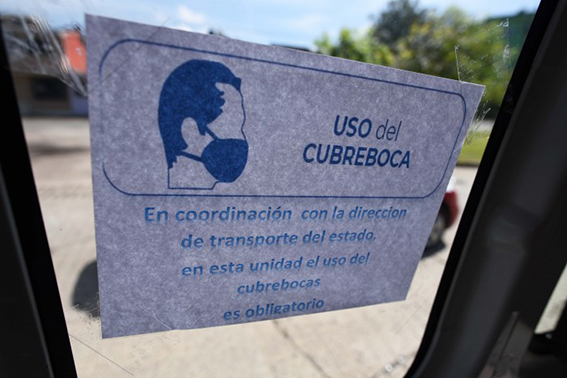 USO del
CUBREBOCA
En coordinación con la direccion
de transporte del estado,
en esta unidad el uso del
cubrebocas
es obligatorio